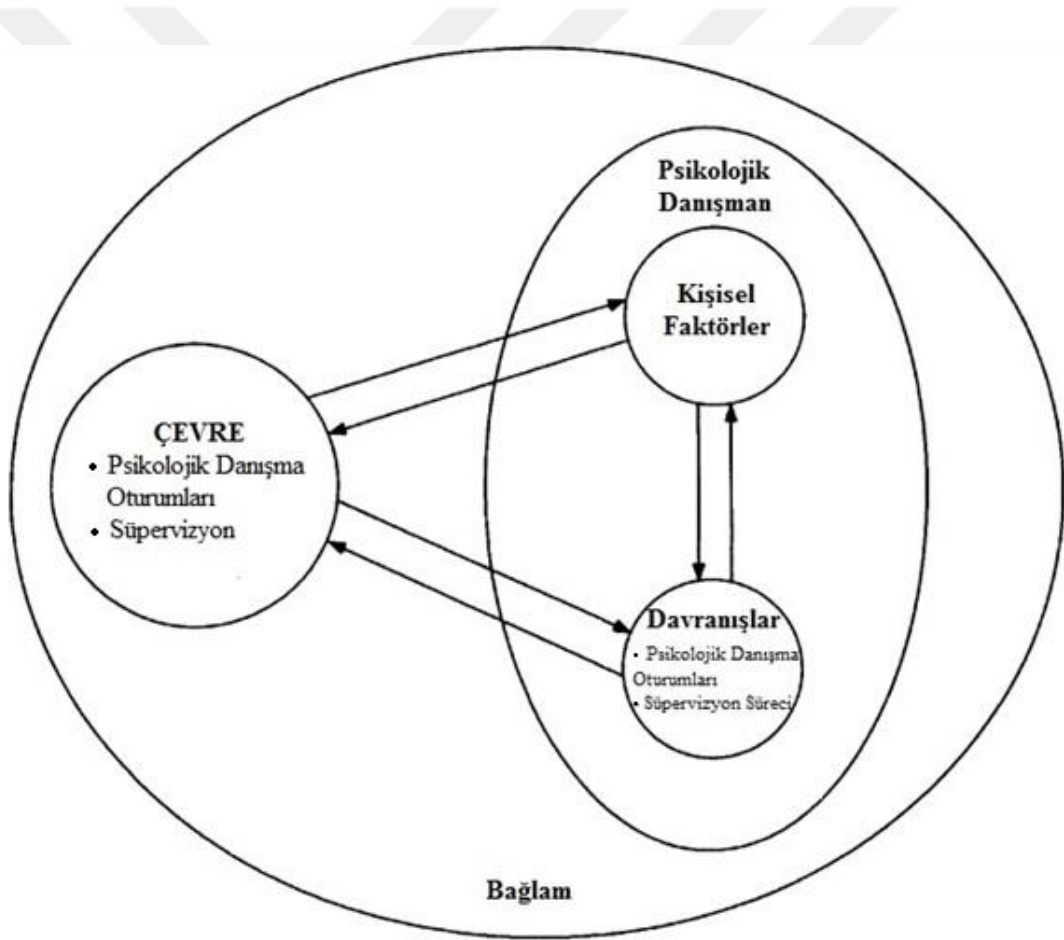 Psikolojik
Danışman
Kişisel
Faktörler
ÇEVRE
• Psikolojik Danışma
Oturumları
• Süpervizyon
Davranışlar
• Psikolojik Danışma
Oturumları
• Süpervizyon Süreci
Bağlam